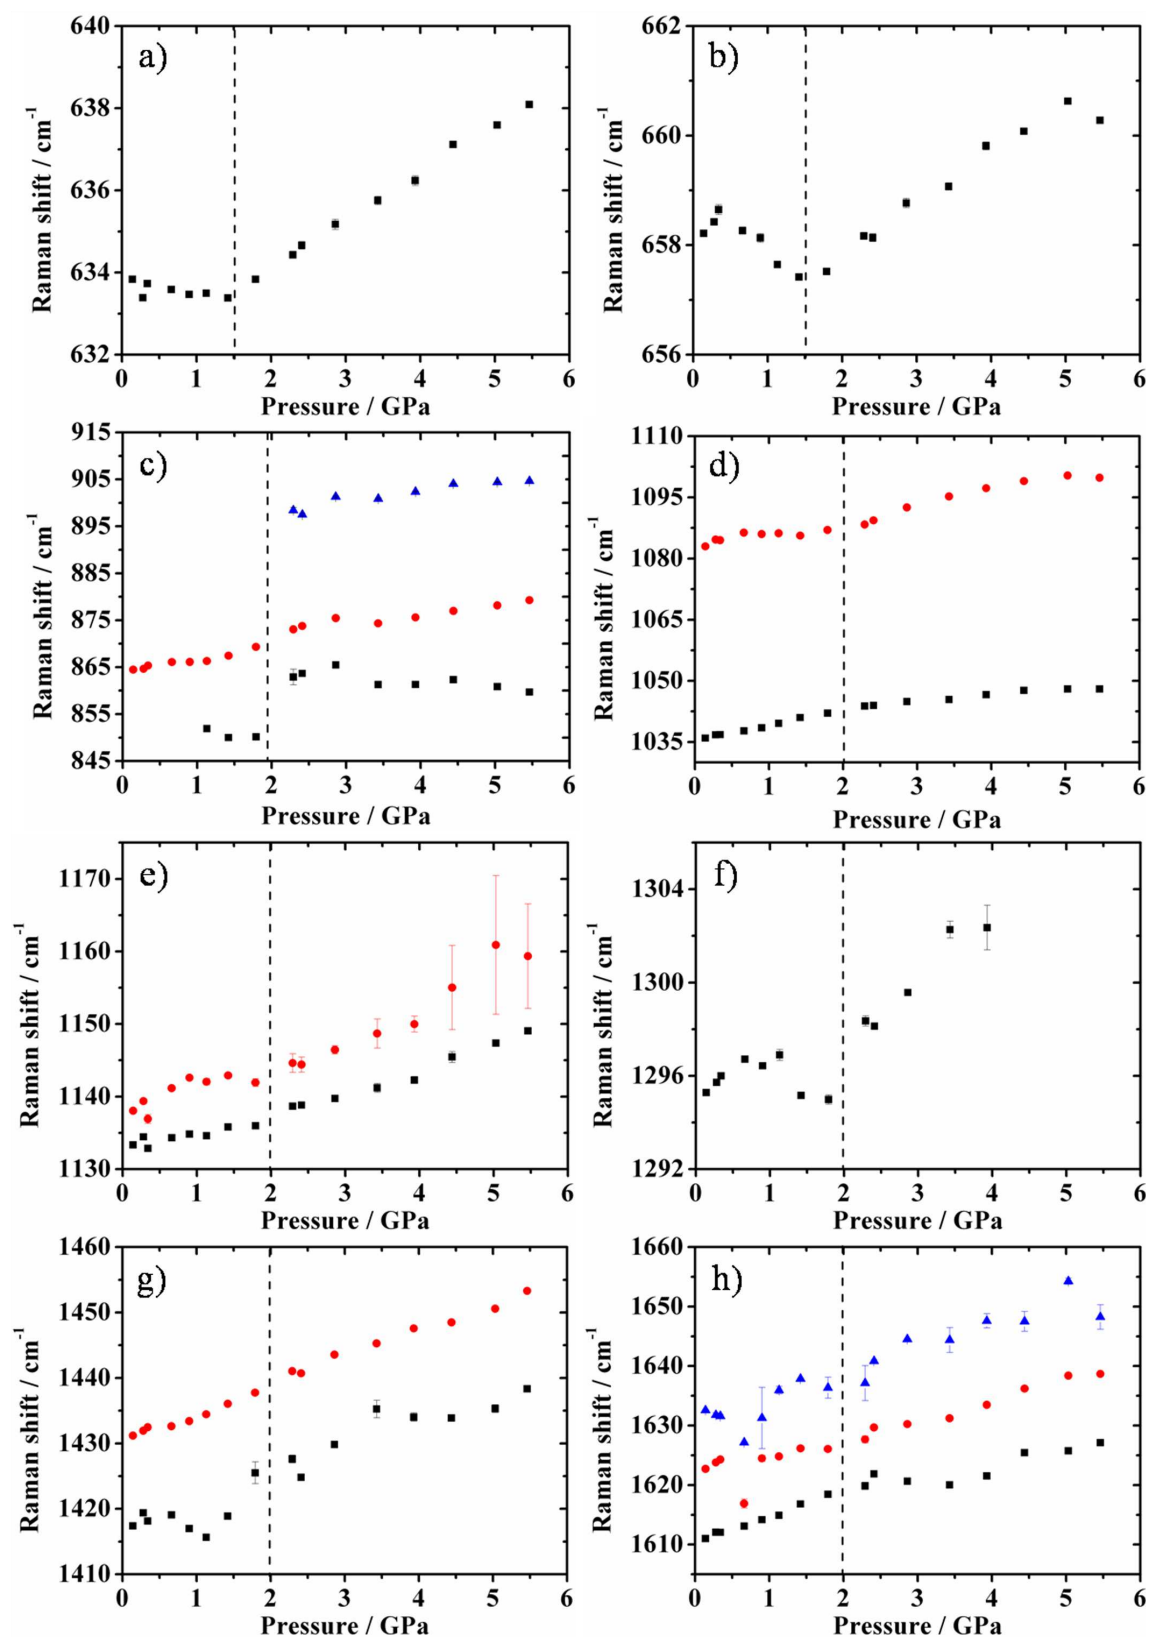 a)
640
638
636
634
632
Raman shift / cm⁻¹
0 1 2 3 4 5 6
Pressure / GPa
b)
662
660
658
656
Raman shift / cm⁻¹
0 1 2 3 4 5 6
Pressure / GPa
c)
915
905
895
885
875
865
855
845
Raman shift / cm⁻¹
0 1 2 3 4 5 6
Pressure / GPa
d)
1110
1095
1080
1065
1050
1035
Raman shift / cm⁻¹
0 1 2 3 4 5 6
Pressure / GPa
e)
1170
1160
1150
1140
1130
Raman shift / cm⁻¹
0 1 2 3 4 5 6
Pressure / GPa
f)
1304
1300
1296
1292
Raman shift / cm⁻¹
0 1 2 3 4 5 6
Pressure / GPa
g)
1460
1450
1440
1430
1420
1410
Raman shift / cm⁻¹
0 1 2 3 4 5 6
Pressure / GPa
h)
1660
1650
1640
1630
1620
1610
Raman shift / cm⁻¹
0 1 2 3 4 5 6
Pressure / GPa